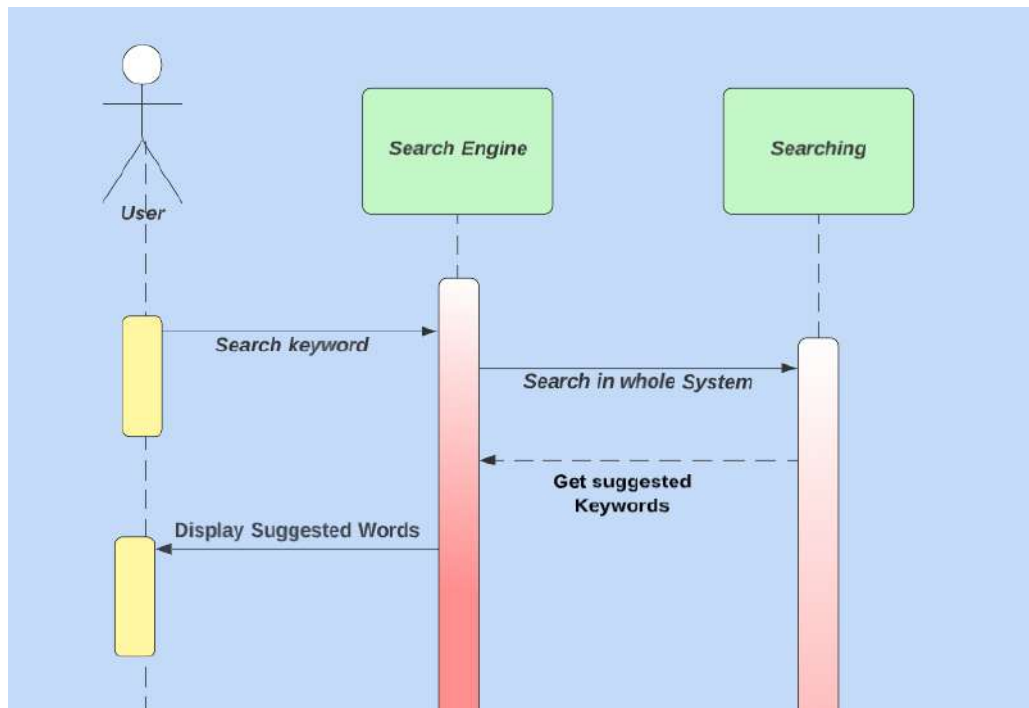 User
Search Engine
Searching
Search keyword
Search in whole System
Get suggested
Keywords
Display Suggested Words